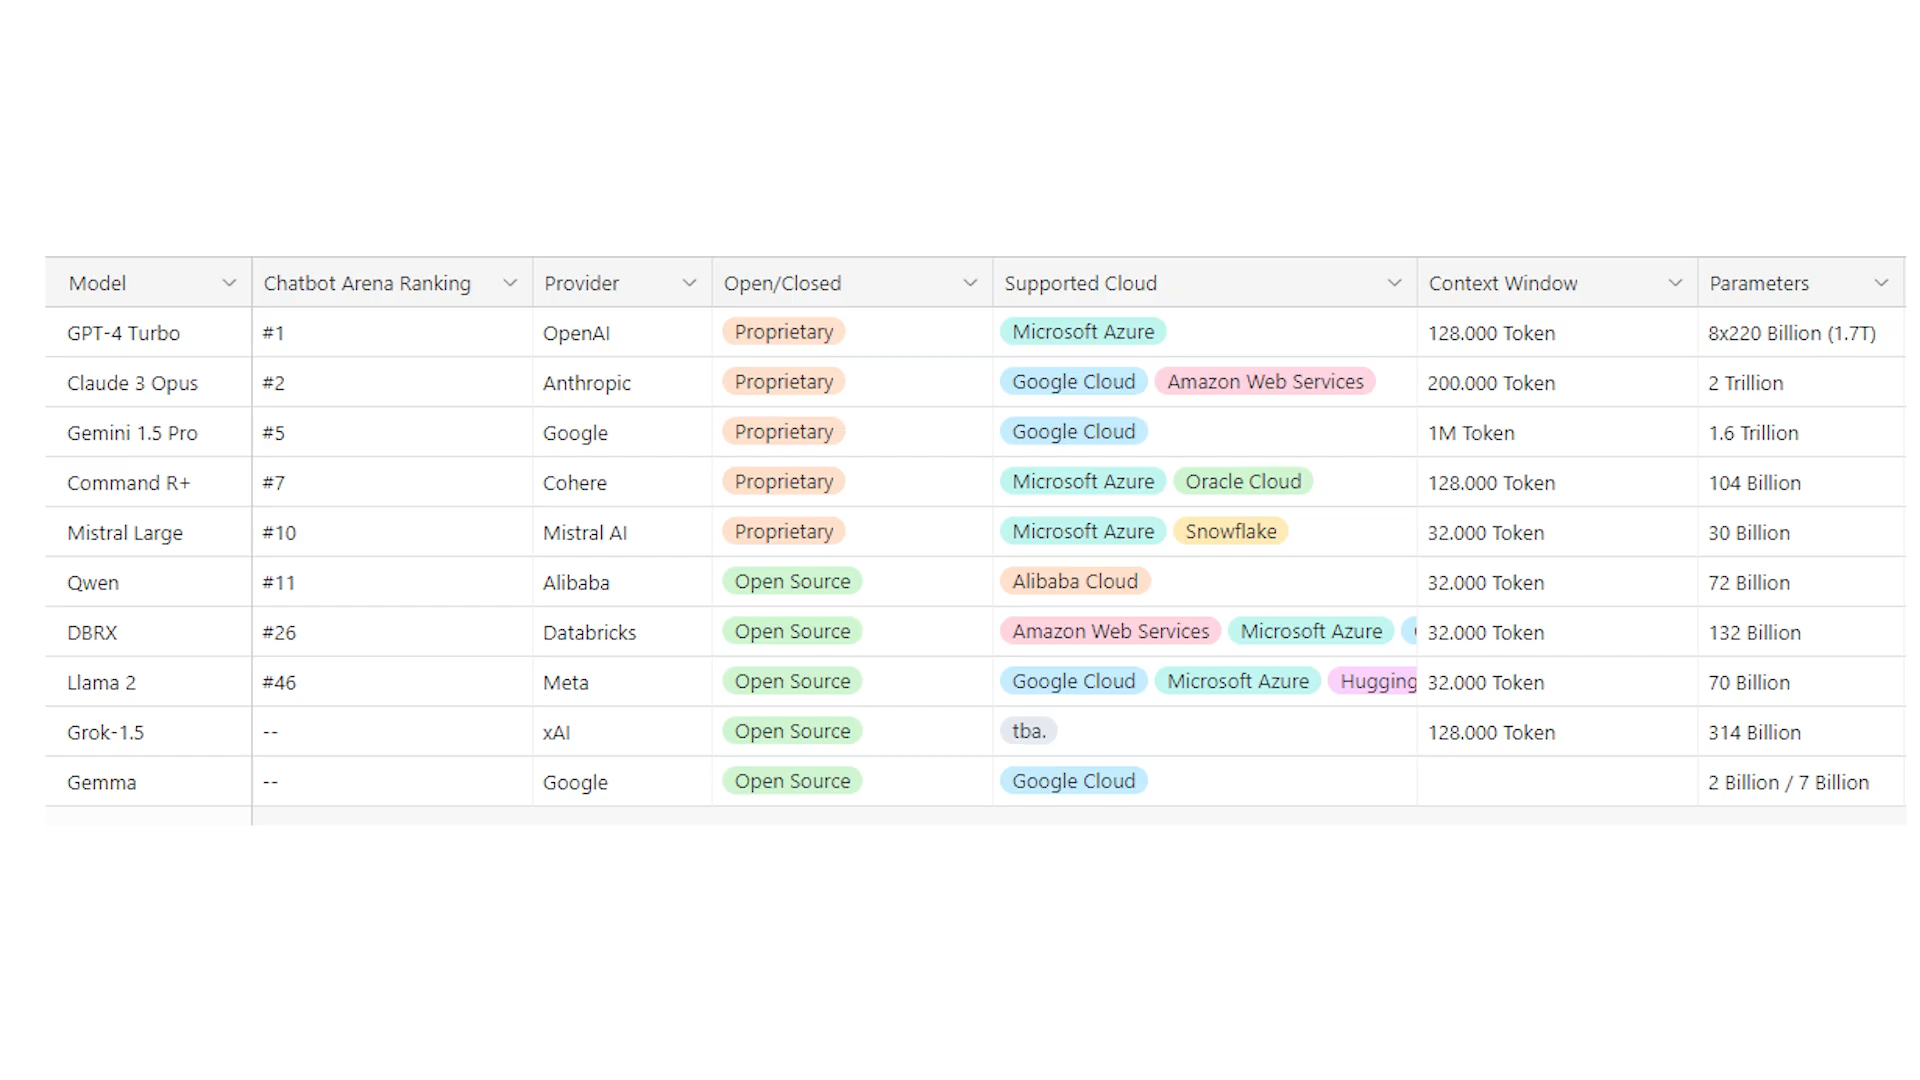 Model Chatbot Arena Ranking Provider Open/Closed Supported Cloud Context Window Parameters
GPT-4 Turbo #1 OpenAI Proprietary Microsoft Azure 128.000 Token 8x220 Billion (1.7T)
Claude 3 Opus #2 Anthropic Proprietary Google Cloud Amazon Web Services 200.000 Token 2 Trillion
Gemini 1.5 Pro #5 Google Proprietary Google Cloud 1M Token 1.6 Trillion
Command R+ #7 Cohere Proprietary Microsoft Azure Oracle Cloud 128.000 Token 104 Billion
Mistral Large #10 Mistral AI Proprietary Microsoft Azure Snowflake 32.000 Token 30 Billion
Qwen #11 Alibaba Open Source Alibaba Cloud 32.000 Token 72 Billion
DBRX #26 Databricks Open Source Amazon Web Services Microsoft Azure 32.000 Token 132 Billion
Llama 2 #46 Meta Open Source Google Cloud Microsoft Azure Hugging 32.000 Token 70 Billion
Grok-1.5 -- xAI Open Source tba. 128.000 Token 314 Billion
Gemma -- Google Open Source Google Cloud 2 Billion / 7 Billion